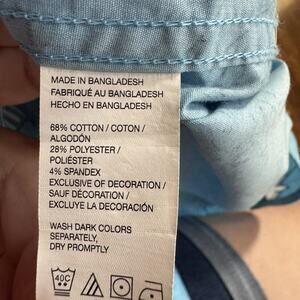 MADE IN BANGLADESH
FABRIQUÉ AU BANGLADESH
HECHO EN BANGLADESH
68% COTTON / COTON /
ALGODÓN
28% POLYESTER /
POLIÉSTER
4% SPANDEX
EXCLUSIVE OF DECORATION /
SAUF DÉCORATION /
EXCLUYE LA DECORACIÓN
WASH DARK COLORS
SEPARATELY,
DRY PROMPTLY
40C